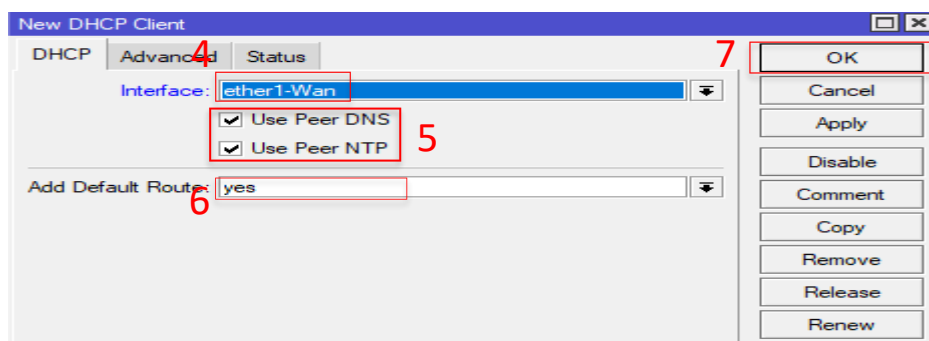 New DHCP Client
DHCP Advanced Status
4
7
OK
Interface: ether1-Wan
Cancel
Use Peer DNS
5
Apply
Use Peer NTP
Disable
Add Default Route: yes
6
Comment
Copy
Remove
Release
Renew